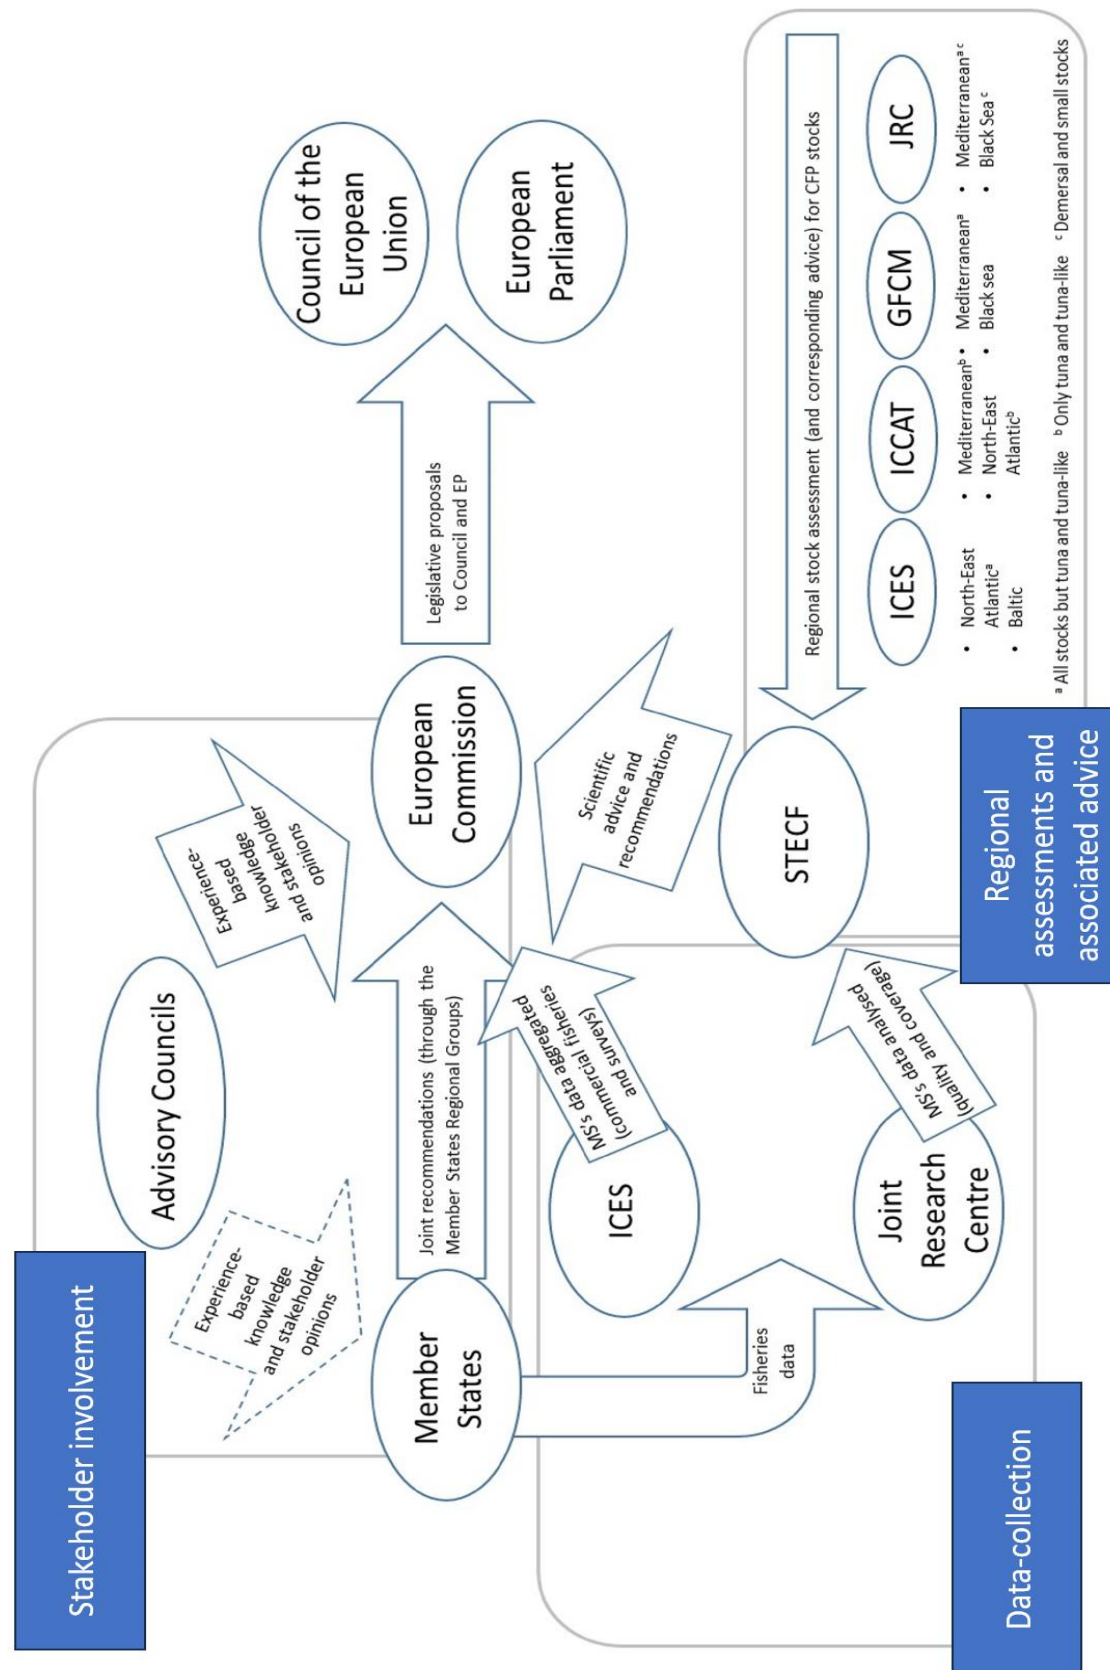 Stakeholder involvement
Advisory Councils
Experience-
based
knowledge
and stakeholder
opinions
Experience-
based
knowledge
and stakeholder
opinions
Member
States
Joint recommendations (through the
Member States Regional Groups)
European
Commission
Legislative proposals
to Council and EP
Council of the
European
Union
European
Parliament
Fisheries
data
ICES
MS's data aggregated
(commercial fisheries
and surveys)
Joint
Research
Centre
MS's data analysed
(quality and coverage)
Data-collection
Scientific
advice and
recommendations
STECF
Regional stock assessment (and corresponding advice) for CFP stocks
ICES
• North-East
Atlanticᵃ
• Baltic
ICCAT
• Mediterraneanᵇ
• North-East
Atlanticᵇ
GFCM
• Mediterraneanᵃ
• Black sea
JRC
• Mediterraneanᵃ ᶜ
• Black Sea ᶜ
ᵃ All stocks but tuna and tuna-like ᵇ Only tuna and tuna-like ᶜ Demersal and small stocks
Regional
assessments and
associated advice